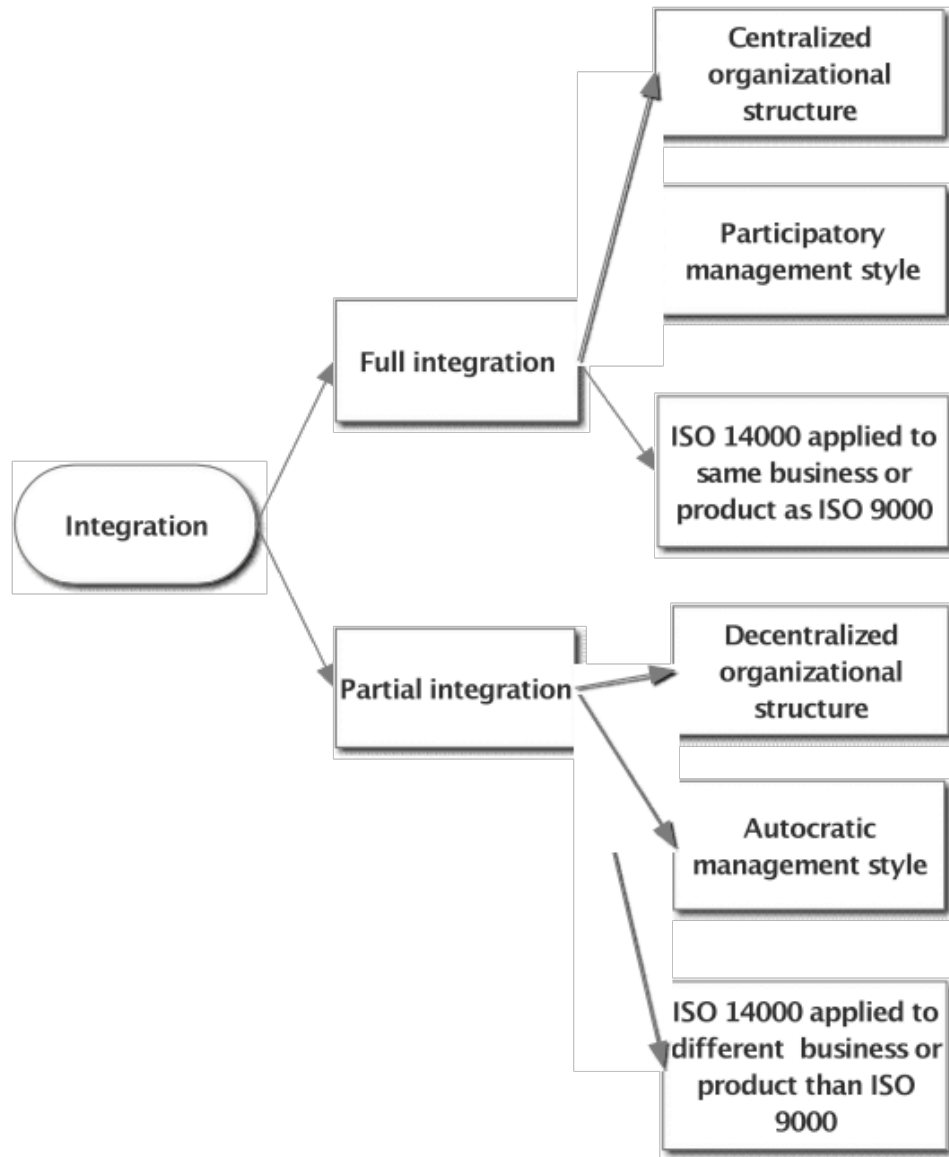 Centralized
organizational
structure
Participatory
management style
Full integration
ISO 14000 applied to
same business or
product as ISO 9000
Integration
Decentralized
organizational
structure
Partial integration
Autocratic
management style
ISO 14000 applied to
different business or
product than ISO
9000